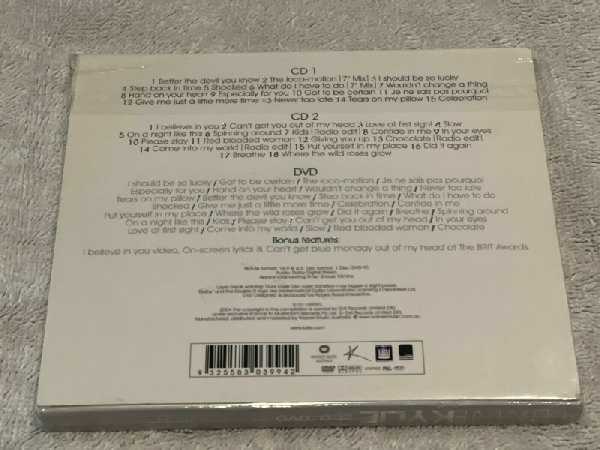 CD 1
1 Better the devil you know 2 The loco-motion [7" Mix] 3 I should be so lucky
4 Step back in time 5 Shocked 6 What do i have to do [7" Mix] 7 Wouldn't change a thing
8 Hand on your heart 9 Especially for you 10 Got to be certain 11 Je ne sais pas pourquoi
12 Give me just a little more time 13 Never too late 14 Tears on my pillow 15 Celebration
CD 2
1 I believe in you 2 Can't get you out of my head 3 Love at first sight 4 Slow
5 On a night like this 6 Spinning around 7 Kids [Radio edit] 8 Confide in me 9 In your eyes
10 Please stay 11 Red blooded woman 12 Giving you up 13 Chocolate [Radio edit]
14 Come into my world [Radio edit] 15 Put yourself in my place 16 Did it again
17 Breathe 18 Where the wild roses grow
DVD
I should be so lucky / Got to be certain / The loco-motion / Je ne sais pas pourquoi
Especially for you / Hand on your heart / Wouldn't change a thing / Never too late
Tears on my pillow / Better the devil you know / Step back in time / What do i have to do
Shocked / Give me just a little more time / Celebration / Confide in me
Put yourself in my place / Where the wild roses grow / Did it again / Breathe / Spinning around
On a night like this / Kids / Please stay / Can't get you out of my head / In your eyes
Love at first sight / Come into my world / Slow / Red blooded woman / Chocolate
Bonus features:
I believe in you video, On-screen lyrics & Can't get blue monday out of my head at The BRIT Awards.
www.kylie.com
9 325583 039942
KYLIE